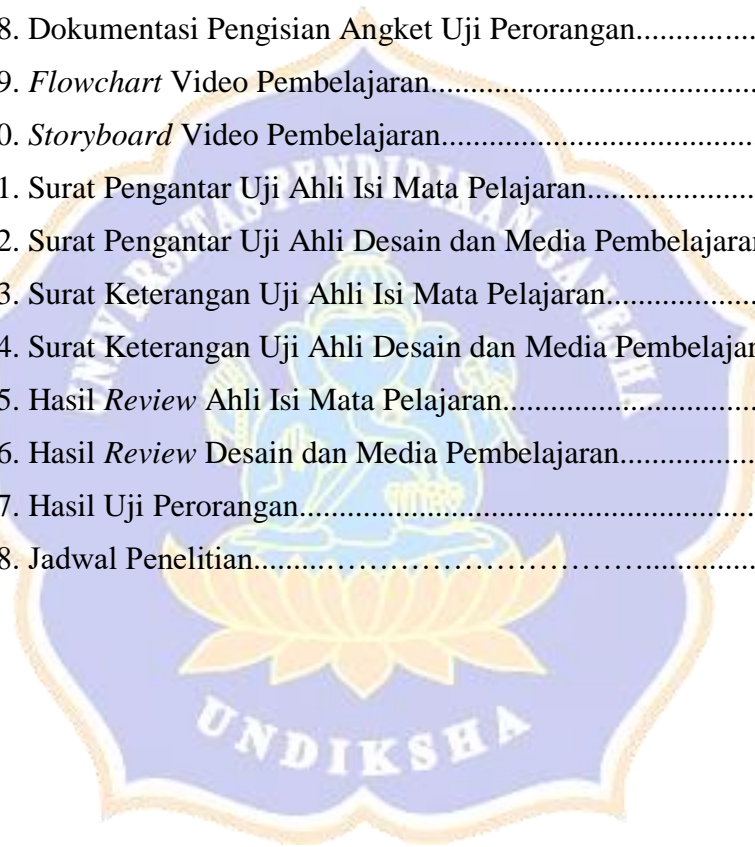 8. Dokumentasi Pengisian Angket Uji Perorangan...............
9. Flowchart Video Pembelajaran.........................................
0. Storyboard Video Pembelajaran........................................
1. Surat Pengantar Uji Ahli Isi Mata Pelajaran.....................
2. Surat Pengantar Uji Ahli Desain dan Media Pembelajaran
3. Surat Keterangan Uji Ahli Isi Mata Pelajaran...................
4. Surat Keterangan Uji Ahli Desain dan Media Pembelajar
5. Hasil Review Ahli Isi Mata Pelajaran................................
6. Hasil Review Desain dan Media Pembelajaran.................
7. Hasil Uji Perorangan..........................................................
8. Jadwal Penelitian........……………………………..............
UNIVERSITAS PENDIDIKAN GANESHA
UNDIKSHA